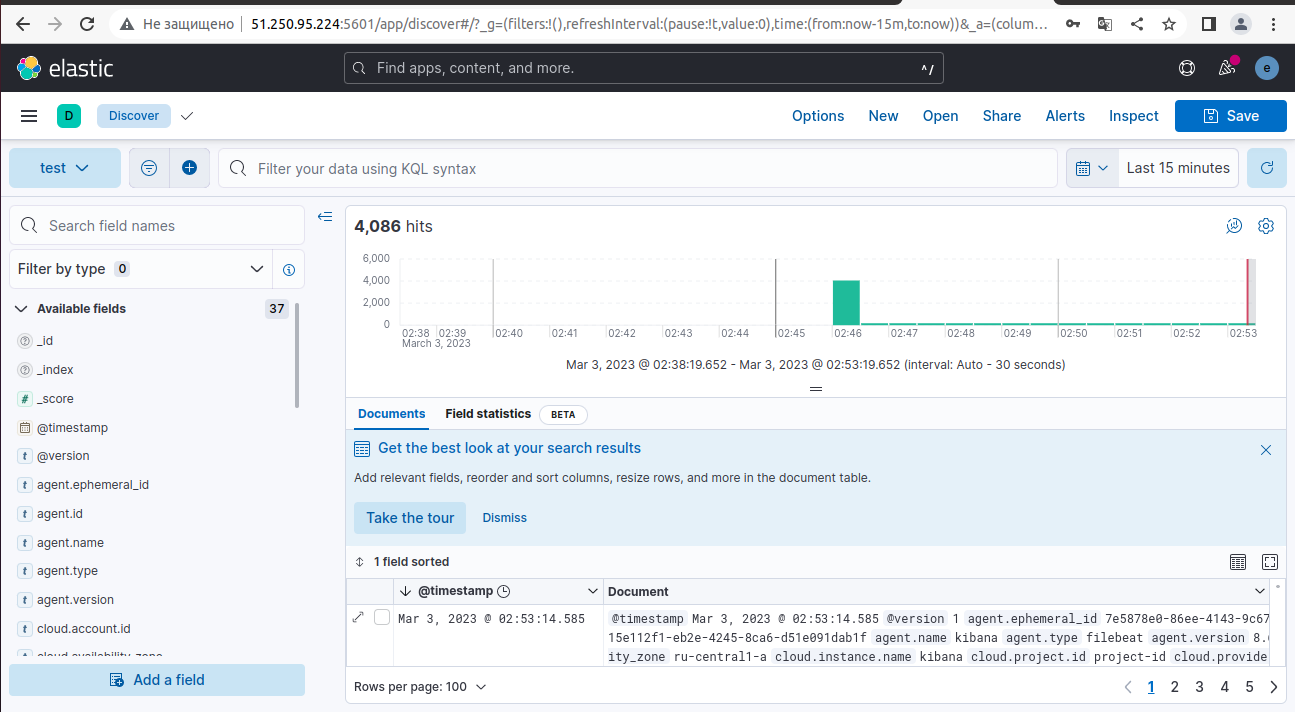 Не защищено 51.250.95.224:5601/app/discover#/?_g=(filters:!(),refreshInterval:(pause:!t,value:0),time:(from:now-15m,to:now))&_a=(colum...
elastic Find apps, content, and more. ^/ e
D Discover Options New Open Share Alerts Inspect Save
test Filter your data using KQL syntax Last 15 minutes
Search field names
Filter by type 0
Available fields 37
_id
_index
# _score
@timestamp
t @version
t agent.ephemeral_id
t agent.id
t agent.name
t agent.type
t agent.version
t cloud.account.id
t cloud.availability_zone
Add a field
4,086 hits
6,000
4,000
2,000
0
02:38 02:39 02:40 02:41 02:42 02:43 02:44 02:45 02:46 02:47 02:48 02:49 02:50 02:51 02:52 02:53
March 3, 2023
Mar 3, 2023 @ 02:38:19.652 - Mar 3, 2023 @ 02:53:19.652 (interval: Auto - 30 seconds)
Documents Field statistics BETA
Get the best look at your search results
Add relevant fields, reorder and sort columns, resize rows, and more in the document table.
Take the tour Dismiss
1 field sorted
@timestamp Document
Mar 3, 2023 @ 02:53:14.585 @timestamp Mar 3, 2023 @ 02:53:14.585 @version 1 agent.ephemeral_id 7e5878e0-86ee-4143-9c67
15e112f1-eb2e-4245-8ca6-d51e091dab1f agent.name kibana agent.type filebeat agent.version 8.
ity_zone ru-central1-a cloud.instance.name kibana cloud.project.id project-id cloud.provide
Rows per page: 100 1 2 3 4 5